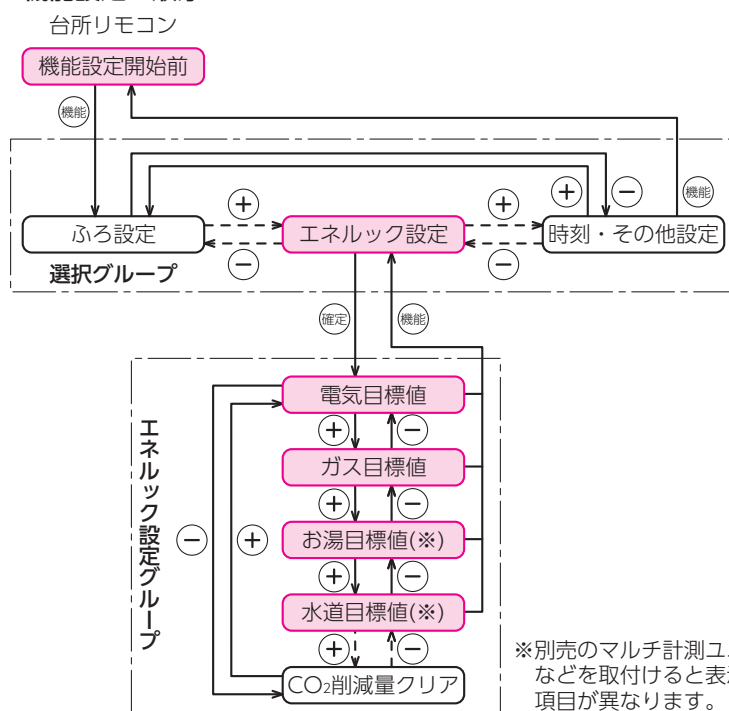 台所リモコン
機能設定開始前
機能
＋
＋
＋
−
機能
ふろ設定
エネルック設定
時刻・その他設定
−
−
選択グループ
確定
機能
エネルック設定グループ
電気目標値
＋
−
ガス目標値
＋
−
−
＋
お湯目標値(※)
＋
−
水道目標値(※)
＋
−
CO₂削減量クリア
※別売のマルチ計測ユ
などを取付けると表
項目が異なります。